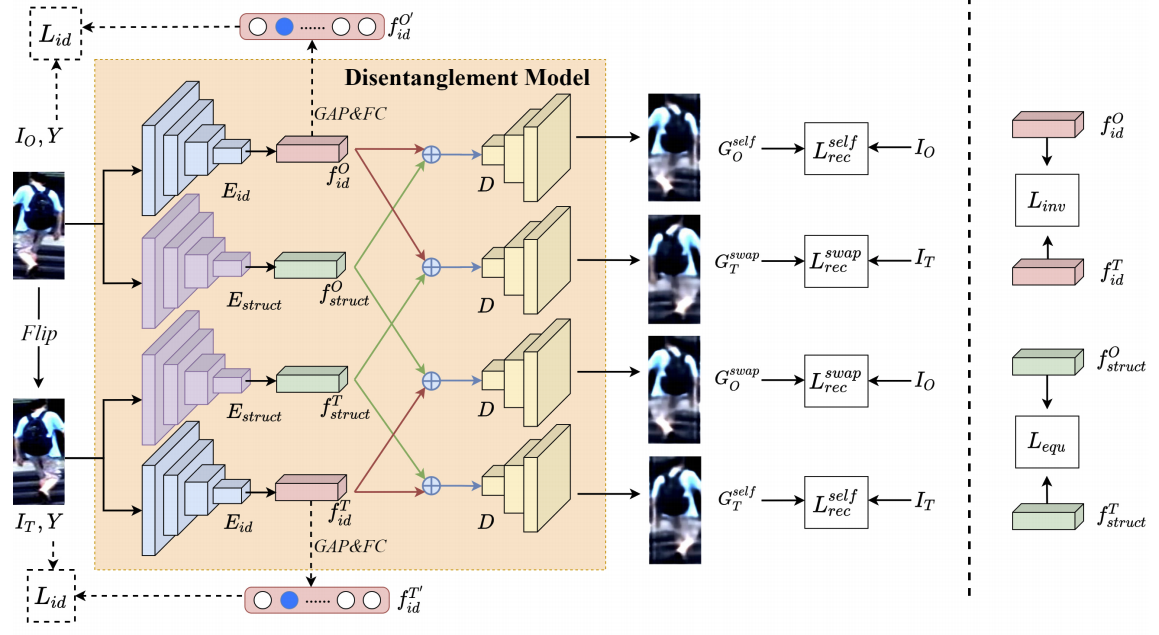 L_{id}
...... f_{id}^{O'}
Disentanglement Model
GAP&FC
I_O, Y
E_{id}
f_{id}^{O}
D
G_O^{self}
L_{rec}^{self}
I_O
f_{id}^{O}
L_{inv}
f_{id}^{T}
E_{struct}
f_{struct}^{O}
D
G_T^{swap}
L_{rec}^{swap}
I_T
Flip
E_{struct}
f_{struct}^{T}
D
G_O^{swap}
L_{rec}^{swap}
I_O
f_{struct}^{O}
L_{equ}
f_{struct}^{T}
I_T, Y
E_{id}
f_{id}^{T}
D
G_T^{self}
L_{rec}^{self}
I_T
GAP&FC
L_{id}
...... f_{id}^{T'}